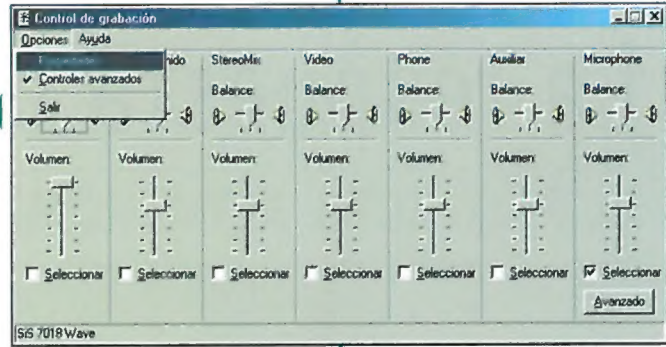 Control de grabación
Opciones Ayuda
Controles avanzados
Salir
StereoMix Video Phone Auxiliar Microphone
Balance: Balance: Balance: Balance: Balance:
Volumen: Volumen: Volumen: Volumen: Volumen: Volumen: Volumen:
Seleccionar Seleccionar Seleccionar Seleccionar Seleccionar Seleccionar Seleccionar
Avanzado
SiS 7018 Wave